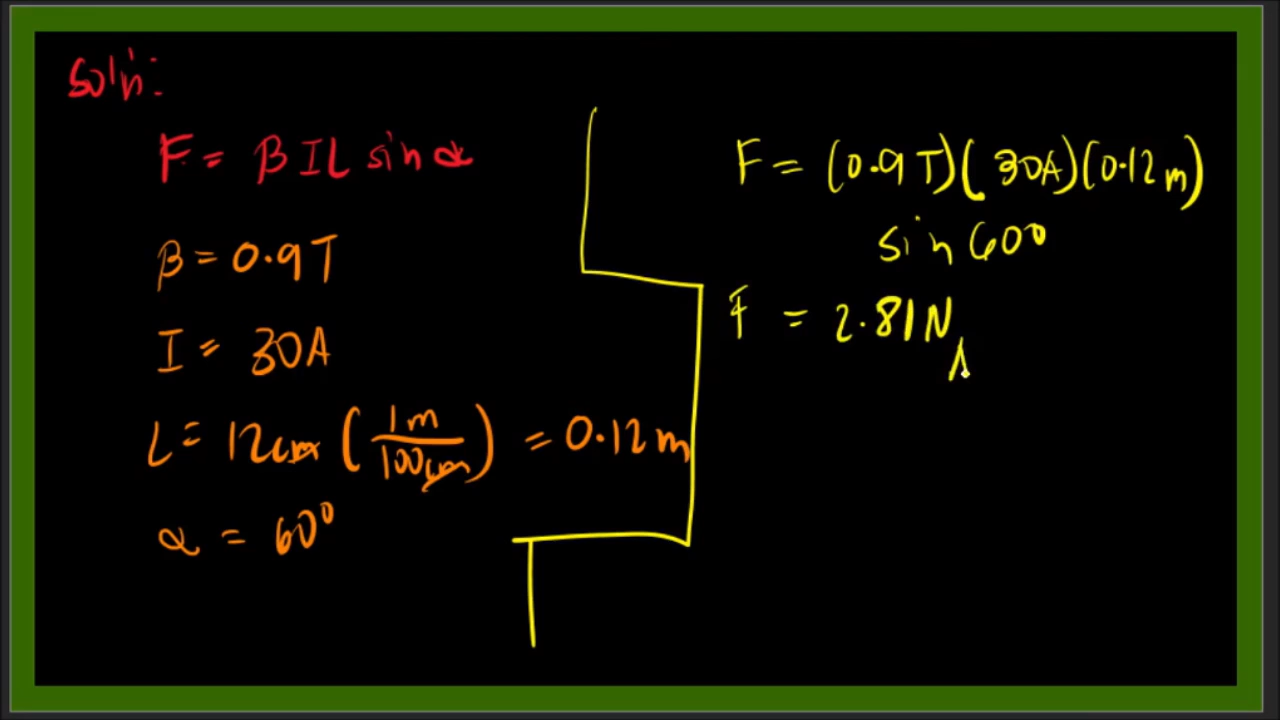 Sol'n:
F = β I L sin α
β = 0.9T
I = 30A
L = 12cm (1m/100cm) = 0.12m
α = 60°
F = (0.9T)(30A)(0.12m)
sin 60°
F = 2.81N